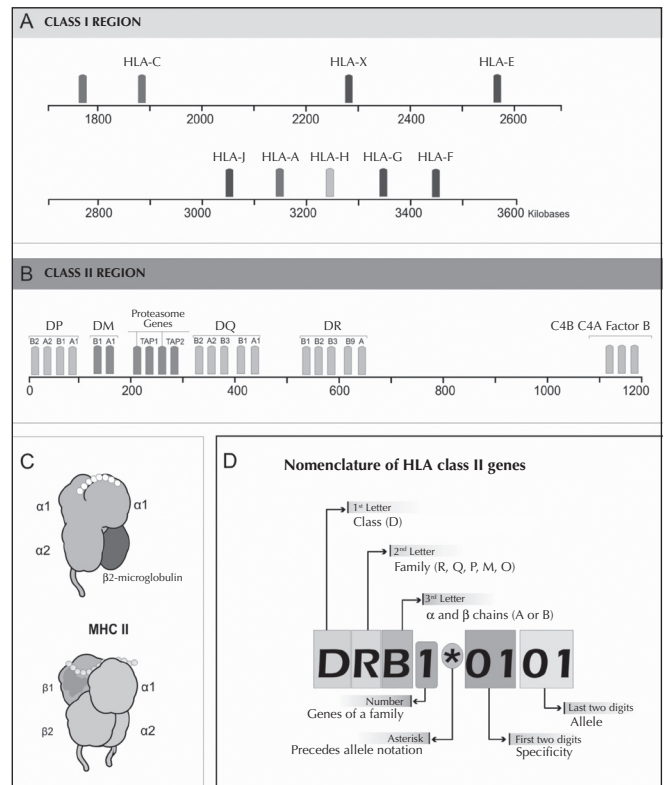 A CLASS I REGION
HLA-C HLA-X HLA-E
1800 2000 2200 2400 2600
HLA-J HLA-A HLA-H HLA-G HLA-F
2800 3000 3200 3400 3600 Kilobases
B CLASS II REGION
Proteasome
Genes
DP DM DQ DR C4B C4A Factor B
B2 A2 B1 A1 B1 A1 TAP1 TAP2 B2 A2 B3 B1 A1 B1 B2 B3 B9 A
0 200 400 600 800 1000 1200
C
α1 α1
α2
β2-microglobulin
MHC II
β1 α1
β2 α2
D Nomenclature of HLA class II genes
1st Letter
Class (D)
2nd Letter
Family (R, Q, P, M, O)
3rd Letter
α and β chains (A or B)
DRB1*0101
Number
Genes of a family
Last two digits
Allele
Asterisk
Precedes allele notation
First two digits
Specificity